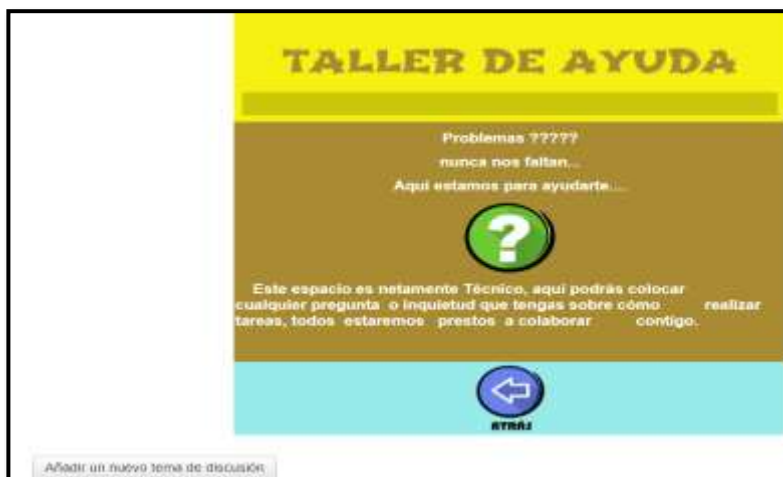 TALLER DE AYUDA
Problemas ?????
nunca nos faltan...
Aquí estamos para ayudarte....
?
Este espacio es netamente Técnico, aquí podrás colocar
cualquier pregunta o inquietud que tengas sobre cómo realizar
tareas, todos estaremos prestos a colaborar contigo.
ATRÁS
Añadir un nuevo tema de discusión